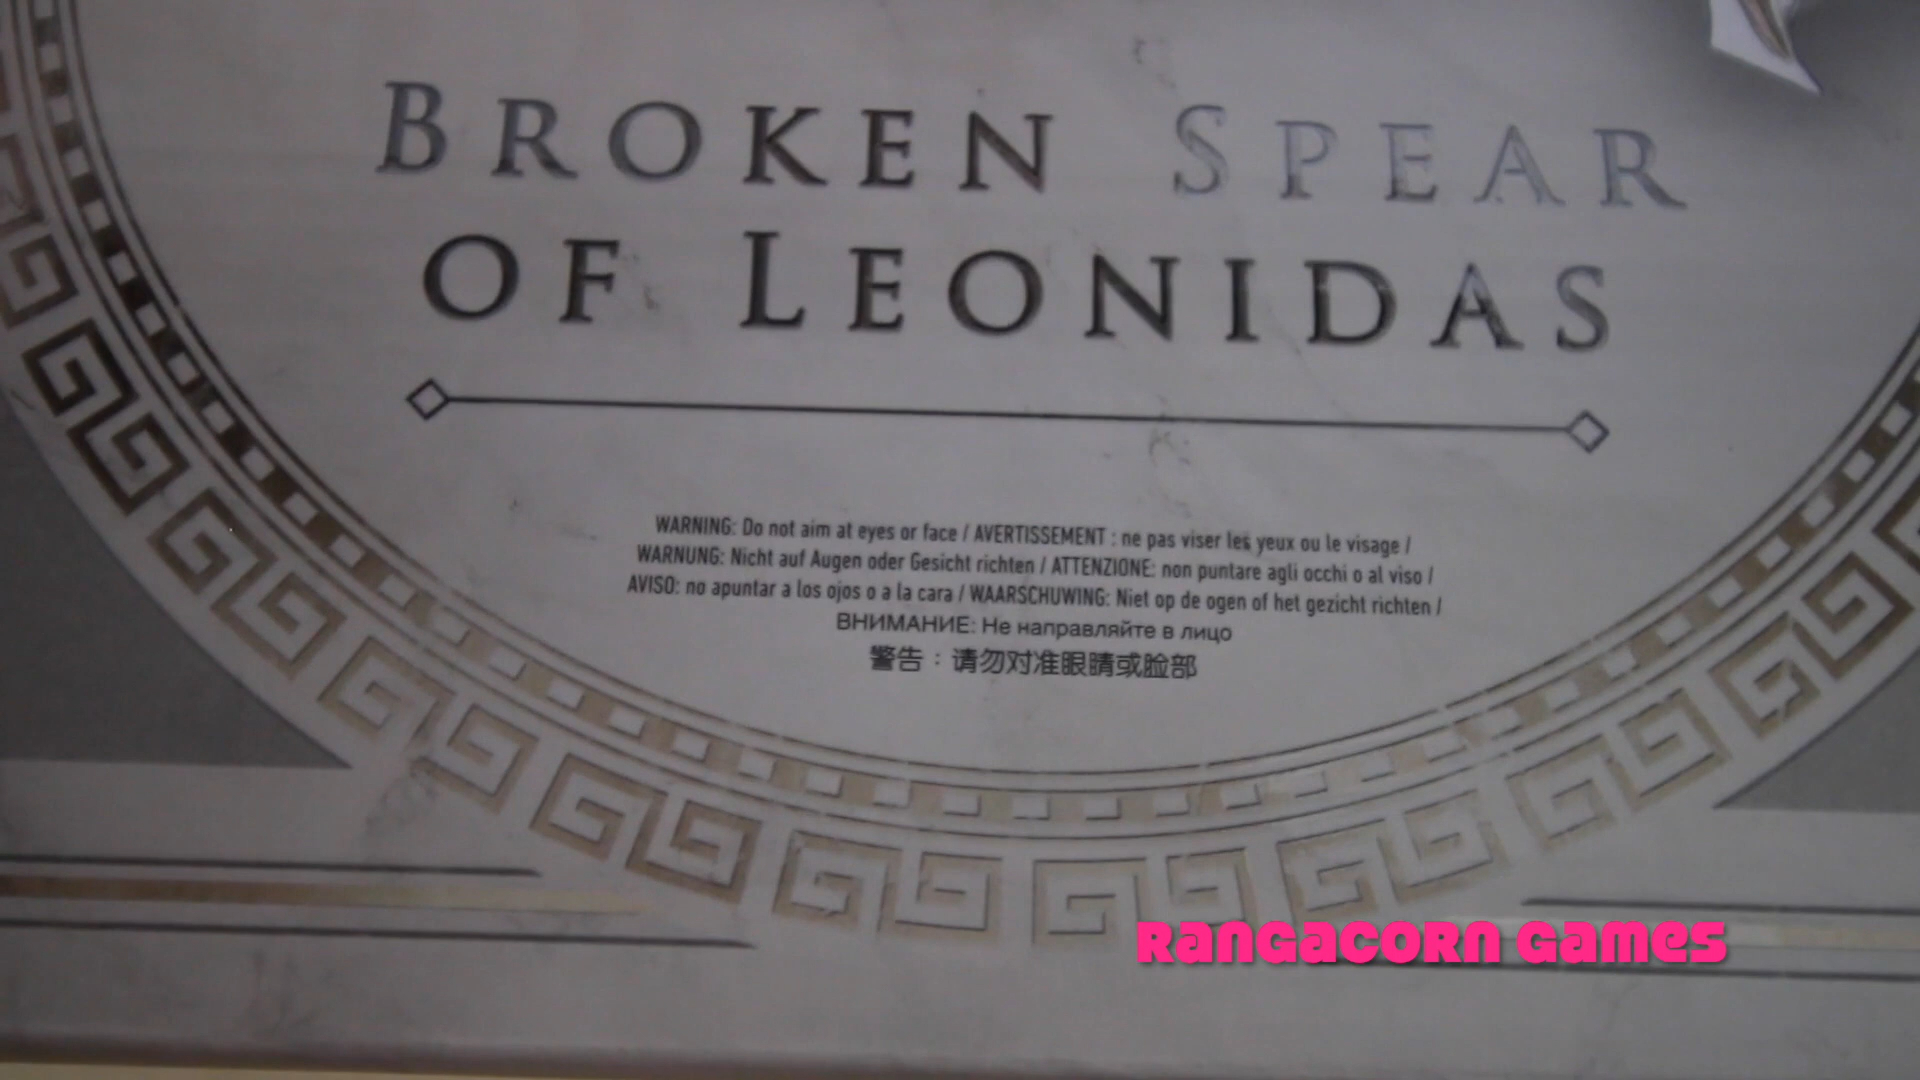 BROKEN SPEAR
OF LEONIDAS
WARNING: Do not aim at eyes or face / AVERTISSEMENT : ne pas viser les yeux ou le visage /
WARNUNG: Nicht auf Augen oder Gesicht richten / ATTENZIONE: non puntare agli occhi o al viso /
AVISO: no apuntar a los ojos o a la cara / WAARSCHUWING: Niet op de ogen of het gezicht richten /
ВНИМАНИЕ: Не направляйте в лицо
警告：请勿对准眼睛或脸部
RANGACORN GAMES